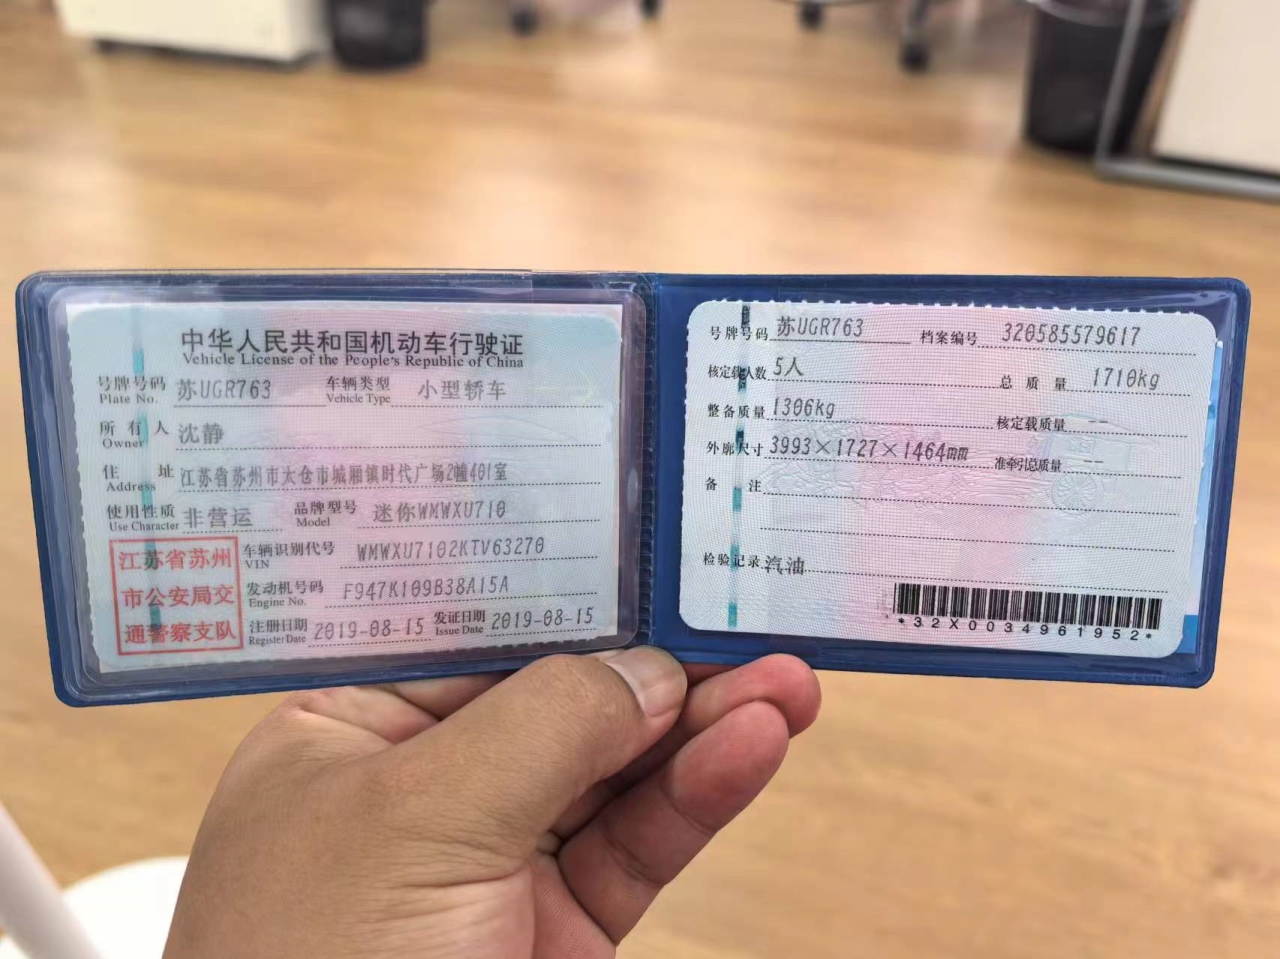 中华人民共和国机动车行驶证
Vehicle License of the People's Republic of China
号牌号码 苏UGR763 车辆类型 小型轿车
Plate No. Vehicle Type
所有人 沈静
Owner
住址 江苏省苏州市太仓市城厢镇时代广场2幢401室
Address
使用性质 非营运 品牌型号 迷你WMWXU710
Use Character Model
江苏省苏州
市公安局交
通警察支队
车辆识别代号 WMWXU7102KTV63270
VIN
发动机号码 F947K109B38A15A
Engine No.
注册日期 2019-08-15 发证日期 2019-08-15
Register Date Issue Date
号牌号码 苏UGR763 档案编号 320585579617
核定载人数 5人 总质量 1710kg
整备质量 1306kg 核定载质量 --
外廓尺寸 3993×1727×1464mm 准牵引总质量 --
备注
检验记录 汽油
*32X0034961952*